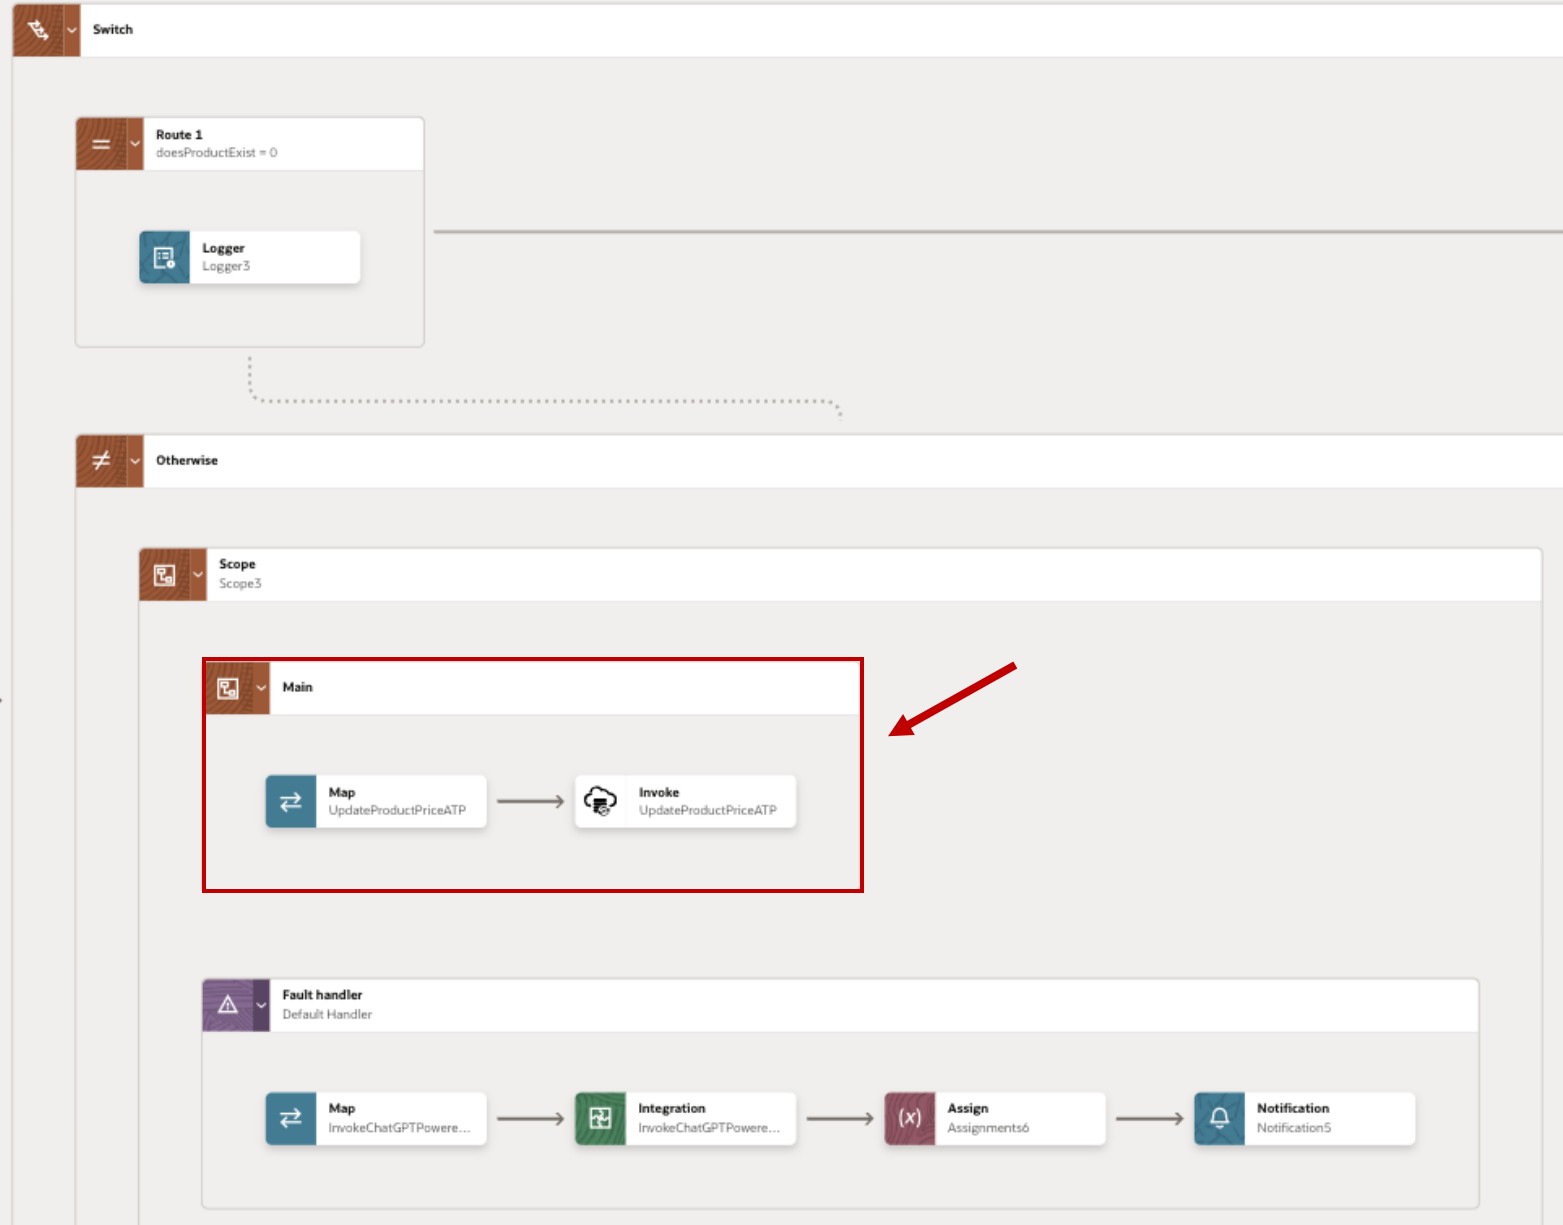 Switch
Route 1
doesProductExist = 0
Logger
Logger3
Otherwise
Scope
Scope3
Main
Map
UpdateProductPriceATP
Invoke
UpdateProductPriceATP
Fault handler
Default Handler
Map
InvokeChatGPTPowere...
Integration
InvokeChatGPTPowere...
(x)
Assign
Assignments6
Notification
Notification5